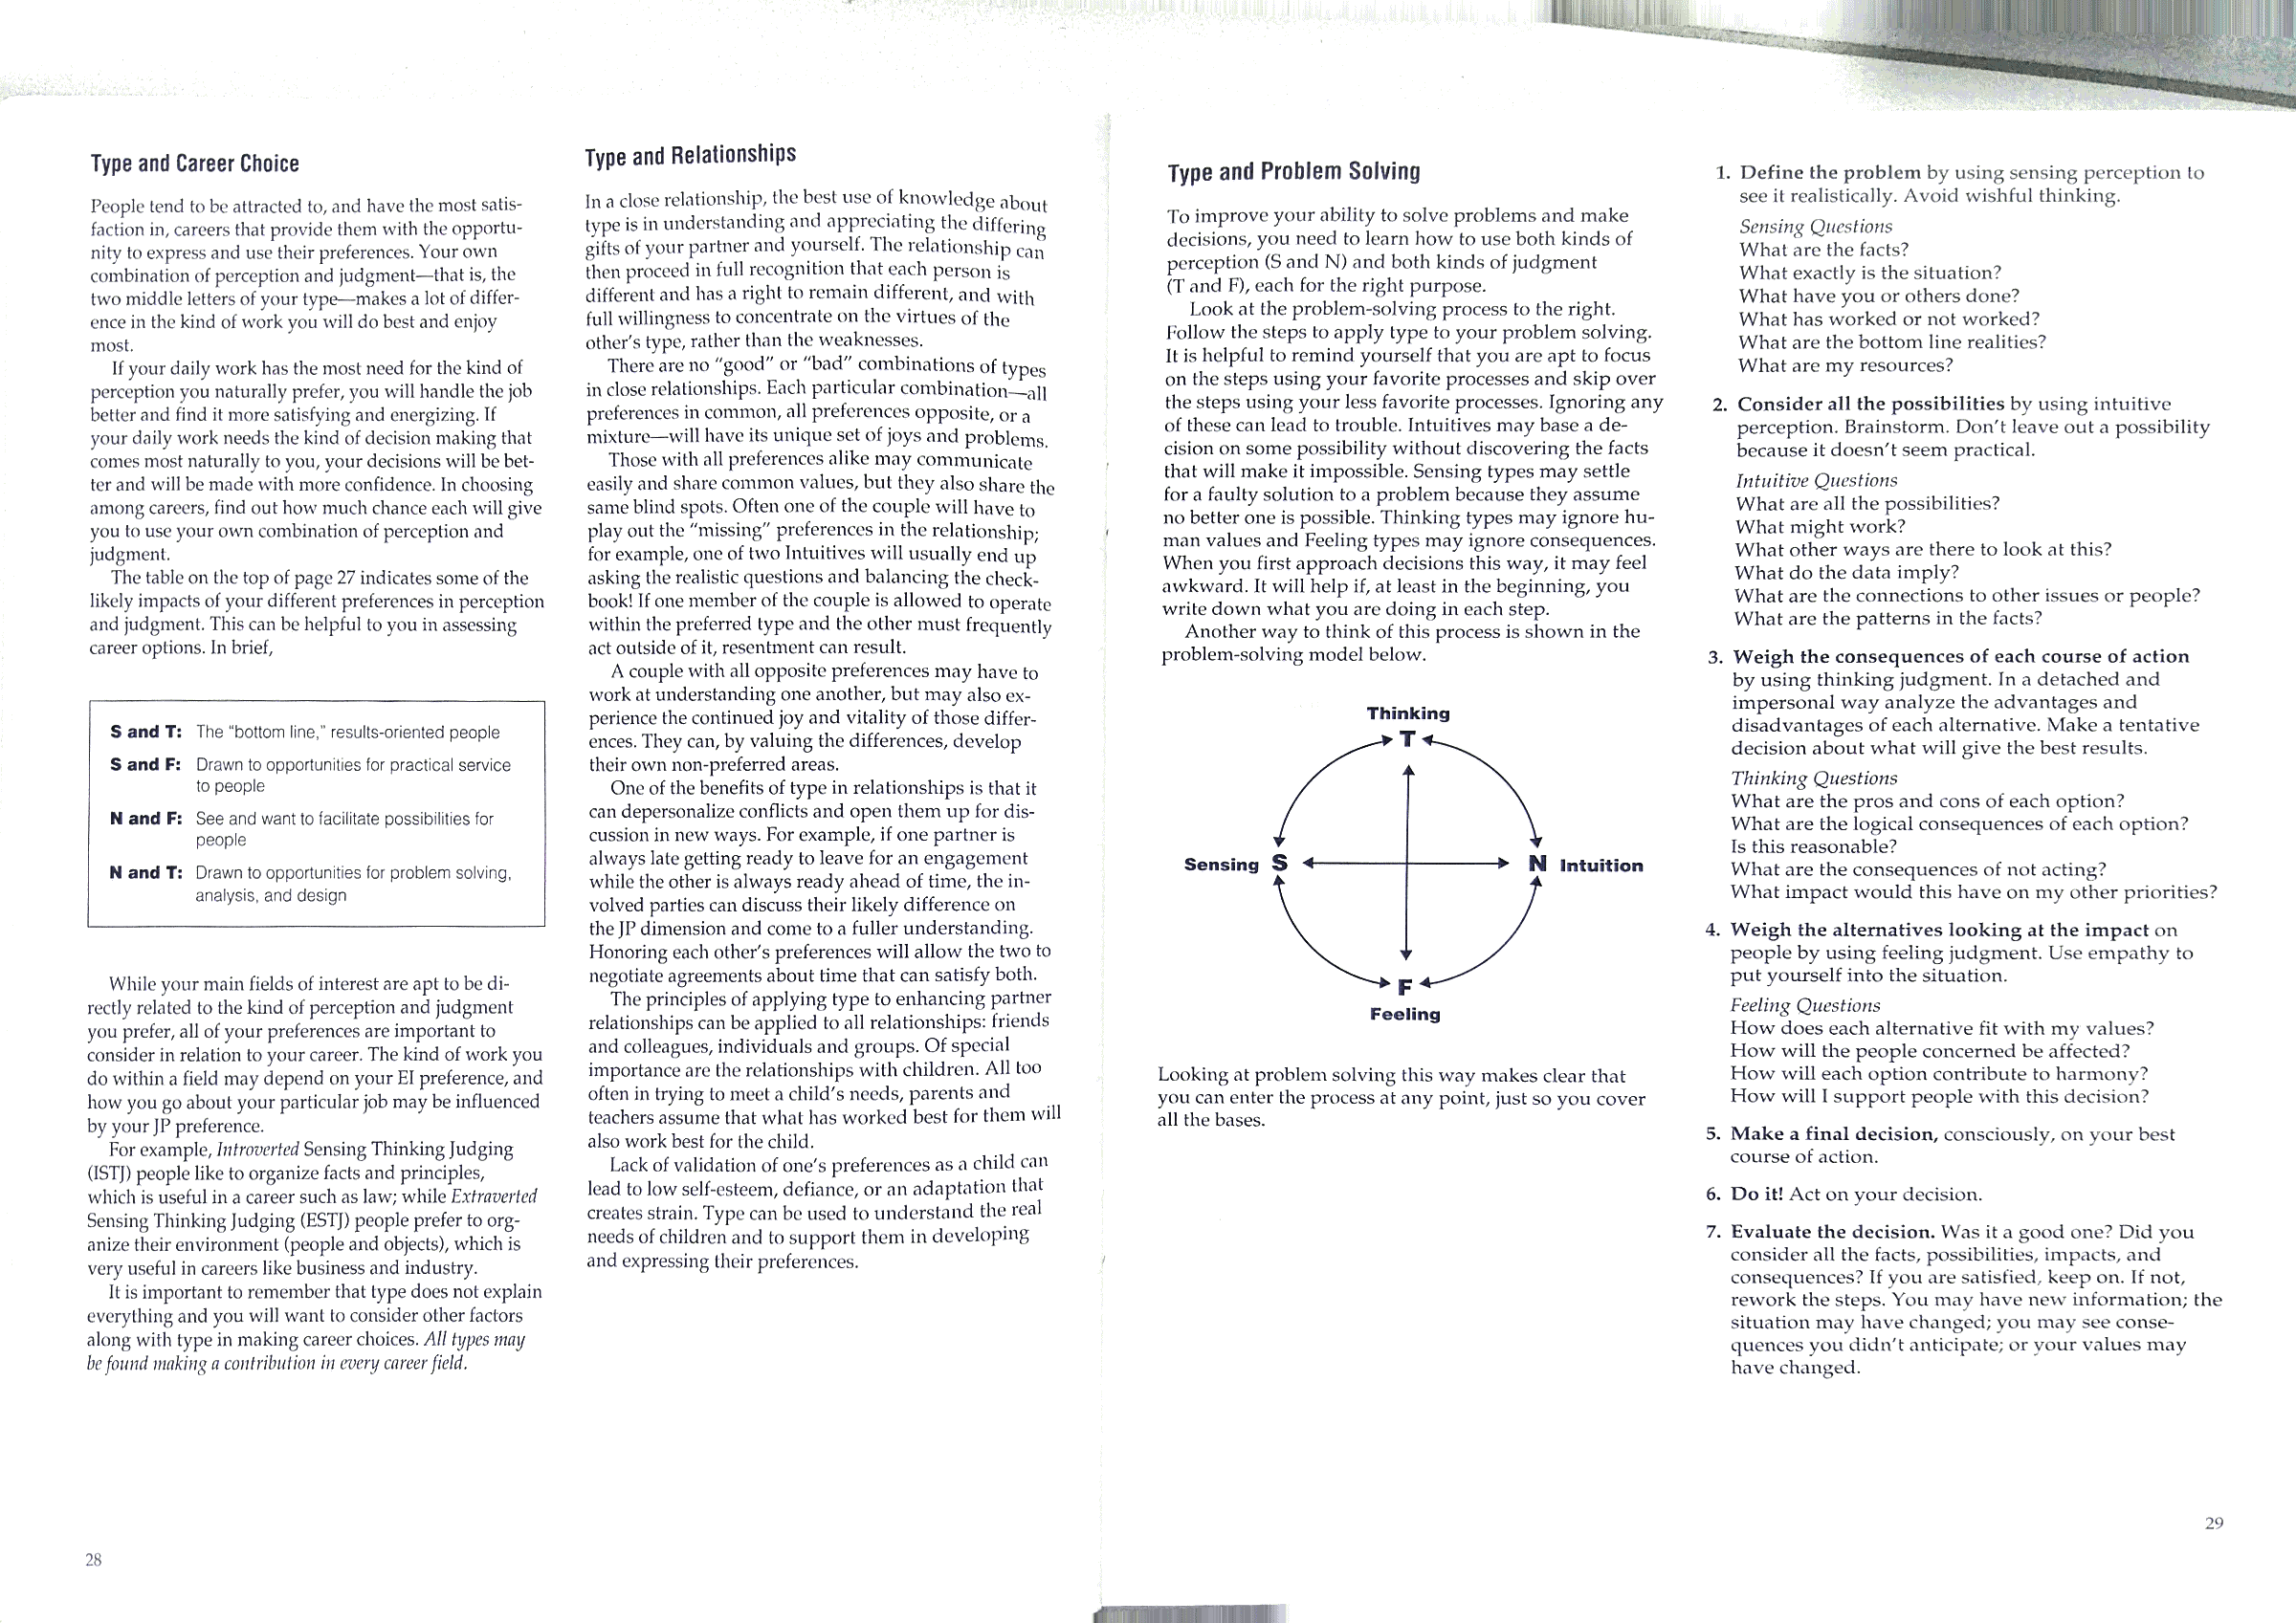 Type and Career Choice
People tend to be attracted to, and have the most satis-
faction in, careers that provide them with the opportu-
nity to express and use their preferences. Your own
combination of perception and judgment—that is, the
two middle letters of your type—makes a lot of differ-
ence in the kind of work you will do best and enjoy
most.
If your daily work has the most need for the kind of
perception you naturally prefer, you will handle the job
better and find it more satisfying and energizing. If
your daily work needs the kind of decision making that
comes most naturally to you, your decisions will be bet-
ter and will be made with more confidence. In choosing
among careers, find out how much chance each will give
you to use your own combination of perception and
judgment.
The table on the top of page 27 indicates some of the
likely impacts of your different preferences in perception
and judgment. This can be helpful to you in assessing
career options. In brief,
S and T: The "bottom line," results-oriented people
S and F: Drawn to opportunities for practical service
to people
N and F: See and want to facilitate possibilities for
people
N and T: Drawn to opportunities for problem solving,
analysis, and design
While your main fields of interest are apt to be di-
rectly related to the kind of perception and judgment
you prefer, all of your preferences are important to
consider in relation to your career. The kind of work you
do within a field may depend on your EI preference, and
how you go about your particular job may be influenced
by your JP preference.
For example, Introverted Sensing Thinking Judging
(ISTJ) people like to organize facts and principles,
which is useful in a career such as law; while Extraverted
Sensing Thinking Judging (ESTJ) people prefer to org-
anize their environment (people and objects), which is
very useful in careers like business and industry.
It is important to remember that type does not explain
everything and you will want to consider other factors
along with type in making career choices. All types may
be found making a contribution in every career field.
28
Type and Relationships
In a close relationship, the best use of knowledge about
type is in understanding and appreciating the differing
gifts of your partner and yourself. The relationship can
then proceed in full recognition that each person is
different and has a right to remain different, and with
full willingness to concentrate on the virtues of the
other's type, rather than the weaknesses.
There are no "good" or "bad" combinations of types
in close relationships. Each particular combination—all
preferences in common, all preferences opposite, or a
mixture—will have its unique set of joys and problems.
Those with all preferences alike may communicate
easily and share common values, but they also share the
same blind spots. Often one of the couple will have to
play out the "missing" preferences in the relationship;
for example, one of two Intuitives will usually end up
asking the realistic questions and balancing the check-
book! If one member of the couple is allowed to operate
within the preferred type and the other must frequently
act outside of it, resentment can result.
A couple with all opposite preferences may have to
work at understanding one another, but may also ex-
perience the continued joy and vitality of those differ-
ences. They can, by valuing the differences, develop
their own non-preferred areas.
One of the benefits of type in relationships is that it
can depersonalize conflicts and open them up for dis-
cussion in new ways. For example, if one partner is
always late getting ready to leave for an engagement
while the other is always ready ahead of time, the in-
volved parties can discuss their likely difference on
the JP dimension and come to a fuller understanding.
Honoring each other's preferences will allow the two to
negotiate agreements about time that can satisfy both.
The principles of applying type to enhancing partner
relationships can be applied to all relationships: friends
and colleagues, individuals and groups. Of special
importance are the relationships with children. All too
often in trying to meet a child's needs, parents and
teachers assume that what has worked best for them will
also work best for the child.
Lack of validation of one's preferences as a child can
lead to low self-esteem, defiance, or an adaptation that
creates strain. Type can be used to understand the real
needs of children and to support them in developing
and expressing their preferences.
Type and Problem Solving
To improve your ability to solve problems and make
decisions, you need to learn how to use both kinds of
perception (S and N) and both kinds of judgment
(T and F), each for the right purpose.
Look at the problem-solving process to the right.
Follow the steps to apply type to your problem solving.
It is helpful to remind yourself that you are apt to focus
on the steps using your favorite processes and skip over
the steps using your less favorite processes. Ignoring any
of these can lead to trouble. Intuitives may base a de-
cision on some possibility without discovering the facts
that will make it impossible. Sensing types may settle
for a faulty solution to a problem because they assume
no better one is possible. Thinking types may ignore hu-
man values and Feeling types may ignore consequences.
When you first approach decisions this way, it may feel
awkward. It will help if, at least in the beginning, you
write down what you are doing in each step.
Another way to think of this process is shown in the
problem-solving model below.
Thinking
T
Sensing S N Intuition
F
Feeling
Looking at problem solving this way makes clear that
you can enter the process at any point, just so you cover
all the bases.
1. Define the problem by using sensing perception to
see it realistically. Avoid wishful thinking.
Sensing Questions
What are the facts?
What exactly is the situation?
What have you or others done?
What has worked or not worked?
What are the bottom line realities?
What are my resources?
2. Consider all the possibilities by using intuitive
perception. Brainstorm. Don't leave out a possibility
because it doesn't seem practical.
Intuitive Questions
What are all the possibilities?
What might work?
What other ways are there to look at this?
What do the data imply?
What are the connections to other issues or people?
What are the patterns in the facts?
3. Weigh the consequences of each course of action
by using thinking judgment. In a detached and
impersonal way analyze the advantages and
disadvantages of each alternative. Make a tentative
decision about what will give the best results.
Thinking Questions
What are the pros and cons of each option?
What are the logical consequences of each option?
Is this reasonable?
What are the consequences of not acting?
What impact would this have on my other priorities?
4. Weigh the alternatives looking at the impact on
people by using feeling judgment. Use empathy to
put yourself into the situation.
Feeling Questions
How does each alternative fit with my values?
How will the people concerned be affected?
How will each option contribute to harmony?
How will I support people with this decision?
5. Make a final decision, consciously, on your best
course of action.
6. Do it! Act on your decision.
7. Evaluate the decision. Was it a good one? Did you
consider all the facts, possibilities, impacts, and
consequences? If you are satisfied, keep on. If not,
rework the steps. You may have new information; the
situation may have changed; you may see conse-
quences you didn't anticipate; or your values may
have changed.
29